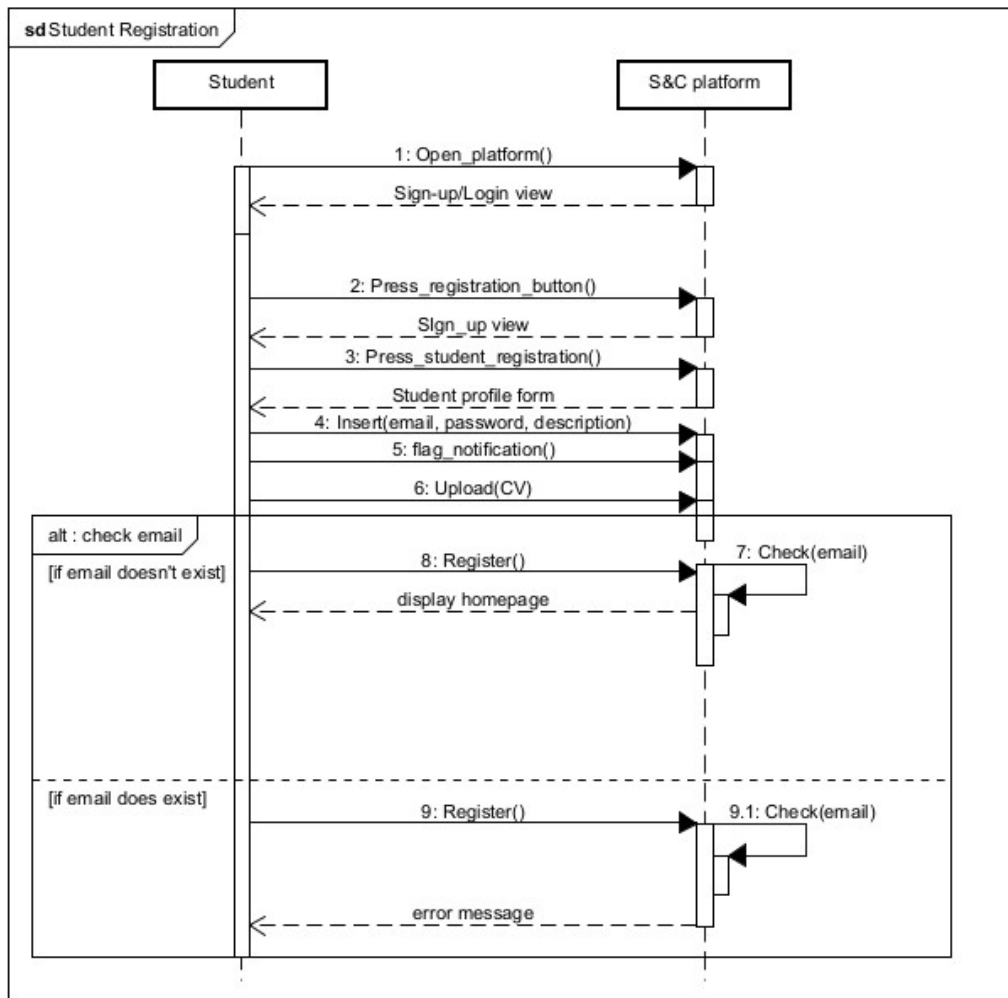 sd Student Registration
Student
S&C platform
1: Open_platform()
Sign-up/Login view
2: Press_registration_button()
SIgn_up view
3: Press_student_registration()
Student profile form
4: Insert(email, password, description)
5: flag_notification()
6: Upload(CV)
alt : check email
[if email doesn't exist]
8: Register()
7: Check(email)
display homepage
[if email does exist]
9: Register()
9.1: Check(email)
error message